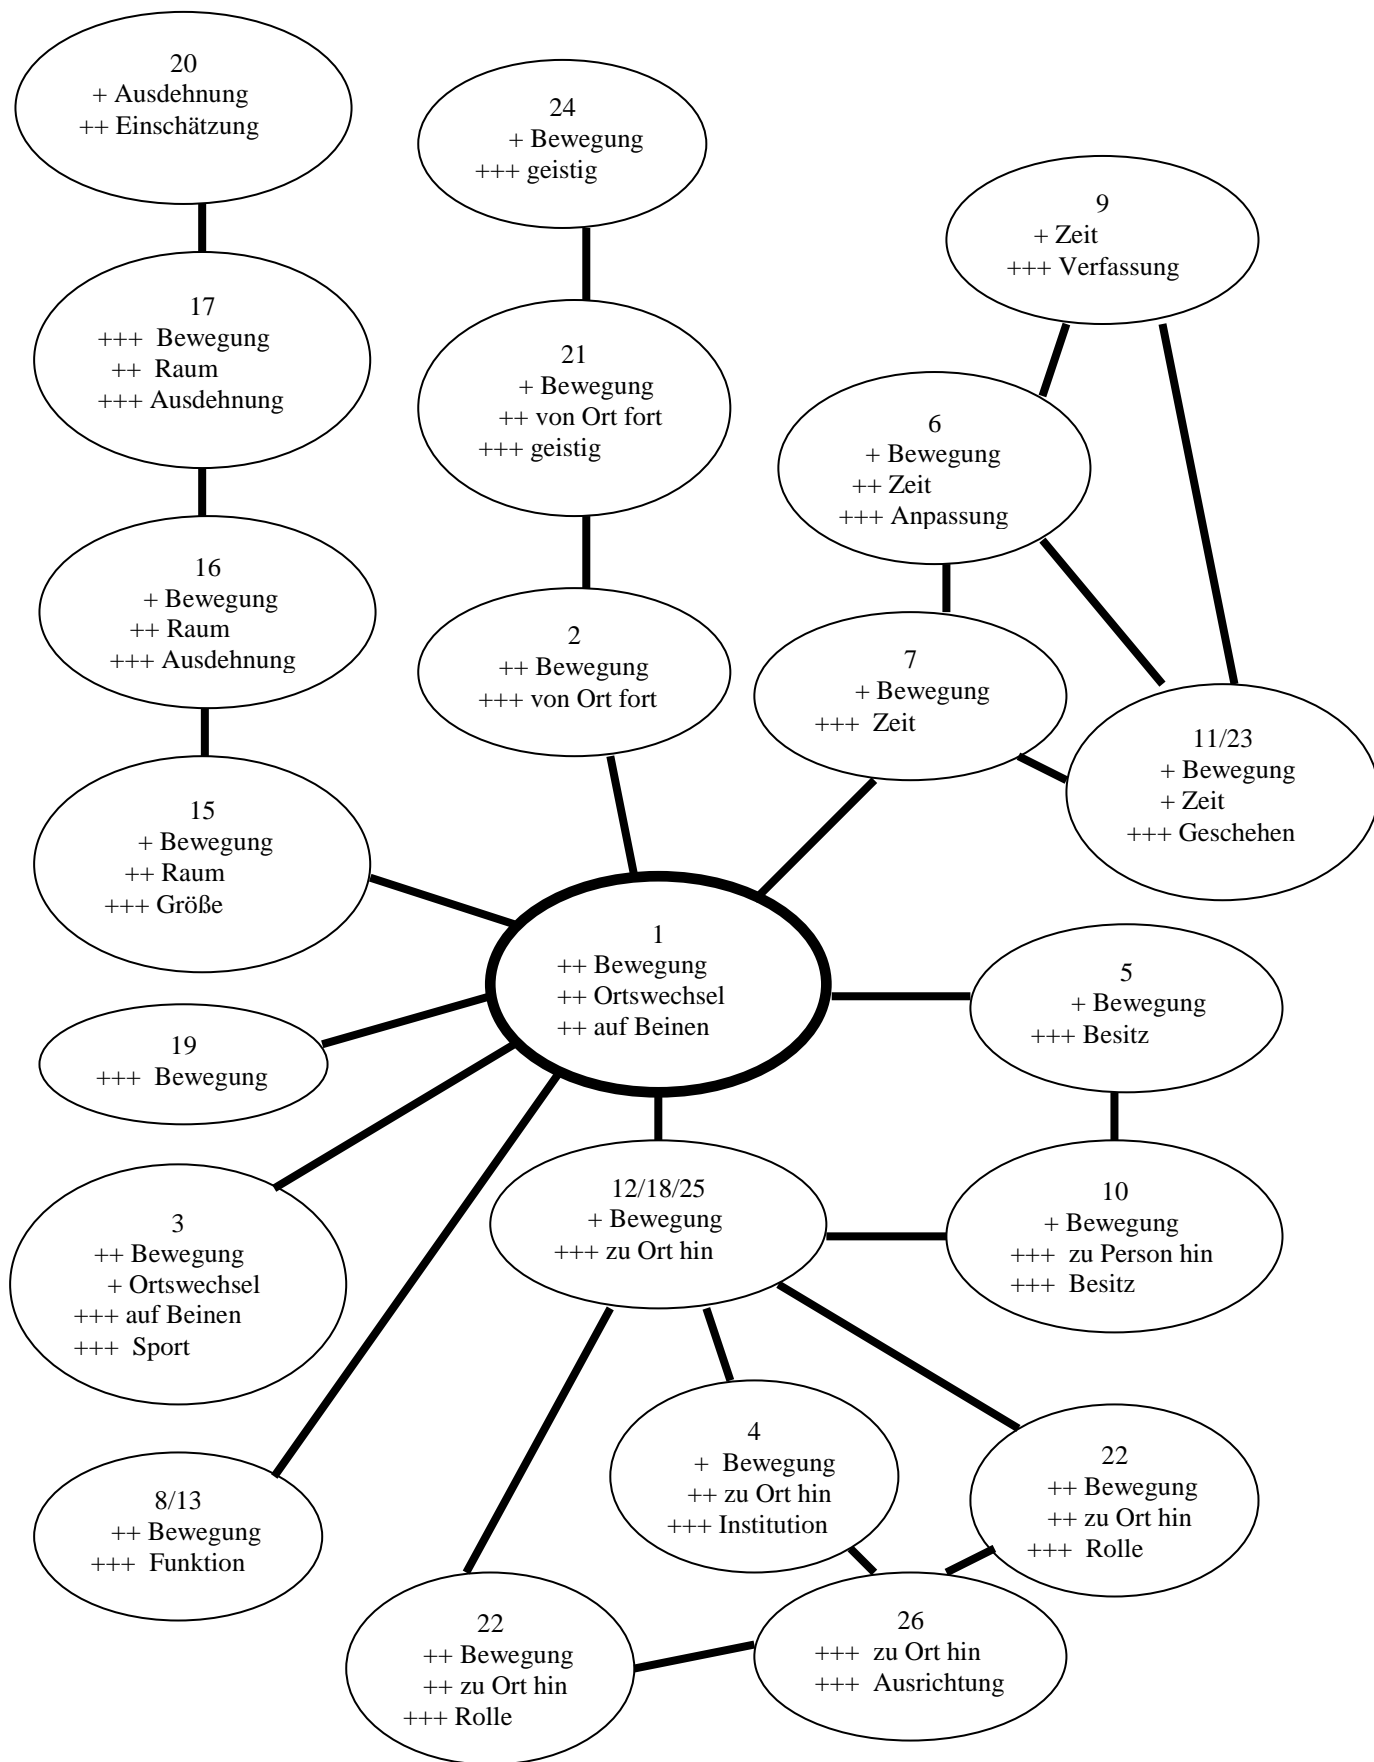 20
+ Ausdehnung
++ Einschätzung
24
+ Bewegung
+++ geistig
9
+ Zeit
+++ Verfassung
17
+++ Bewegung
++ Raum
+++ Ausdehnung
21
+ Bewegung
++ von Ort fort
+++ geistig
6
+ Bewegung
++ Zeit
+++ Anpassung
16
+ Bewegung
++ Raum
+++ Ausdehnung
2
++ Bewegung
+++ von Ort fort
7
+ Bewegung
+++ Zeit
11/23
+ Bewegung
+ Zeit
+++ Geschehen
15
+ Bewegung
++ Raum
+++ Größe
1
++ Bewegung
++ Ortswechsel
++ auf Beinen
5
+ Bewegung
+++ Besitz
19
+++ Bewegung
12/18/25
+ Bewegung
+++ zu Ort hin
10
+ Bewegung
+++ zu Person hin
+++ Besitz
3
++ Bewegung
+ Ortswechsel
+++ auf Beinen
+++ Sport
4
+ Bewegung
++ zu Ort hin
+++ Institution
22
++ Bewegung
++ zu Ort hin
+++ Rolle
8/13
++ Bewegung
+++ Funktion
22
++ Bewegung
++ zu Ort hin
+++ Rolle
26
+++ zu Ort hin
+++ Ausrichtung